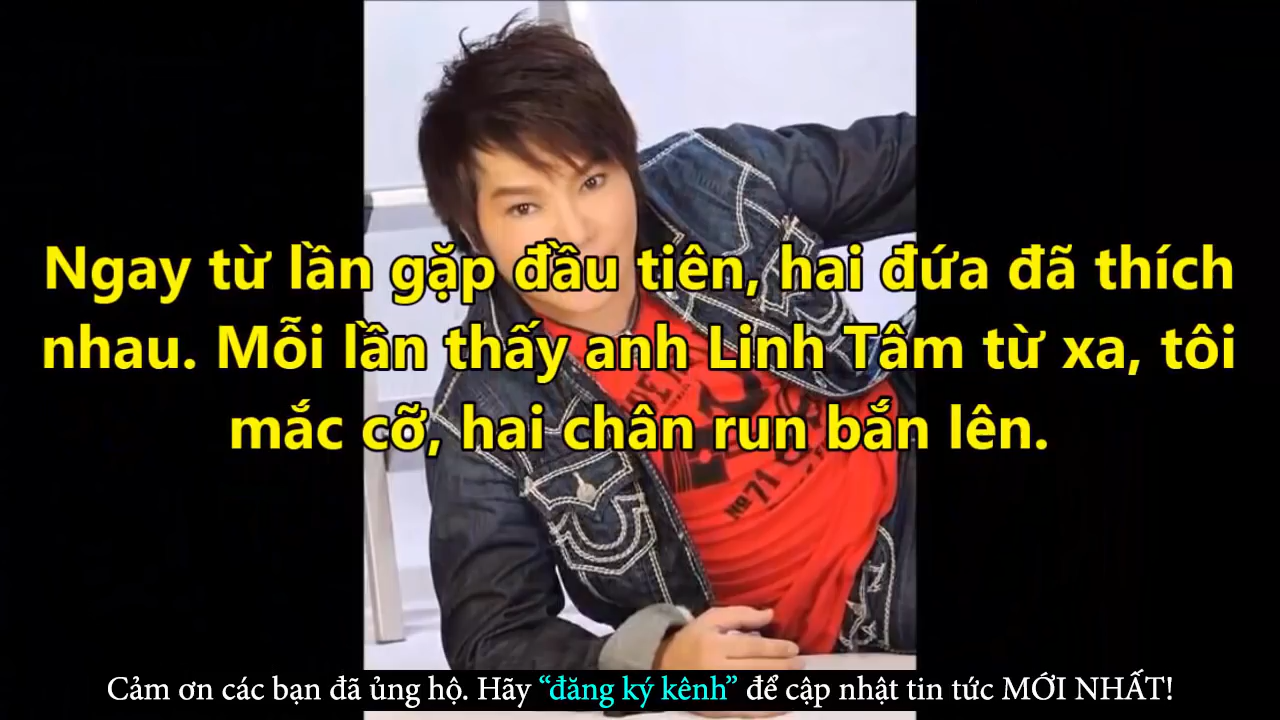 Ngay từ lần gặp đầu tiên, hai đứa đã thích
nhau. Mỗi lần thấy anh Linh Tâm từ xa, tôi
mắc cỡ, hai chân run bắn lên.
Nº 71
Cảm ơn các bạn đã ủng hộ. Hãy “đăng ký kênh” để cập nhật tin tức MỚI NHẤT!